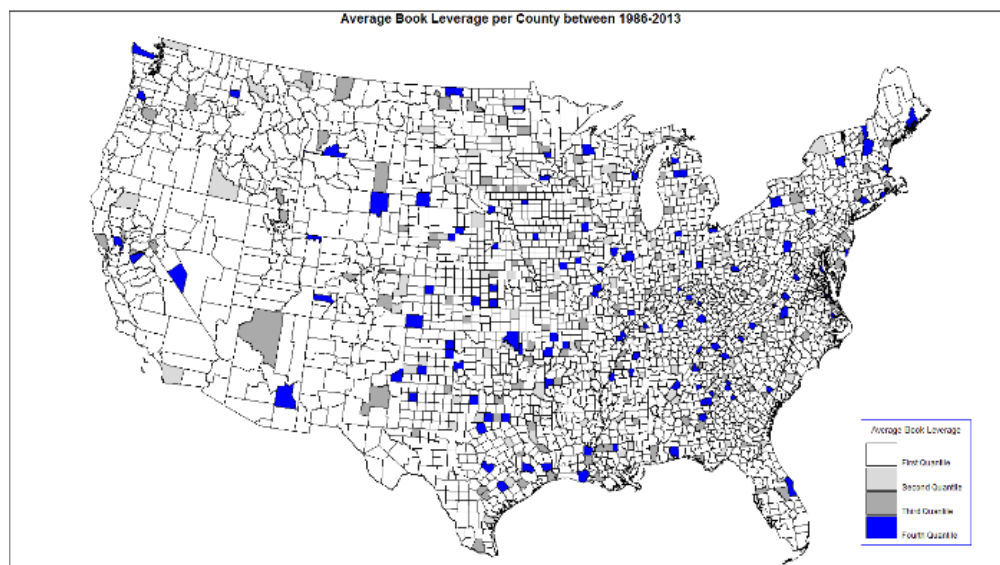 Average Book Leverage per County between 1986-2013
Average Book Leverage
First Quantile
Second Quantile
Third Quantile
Fourth Quantile